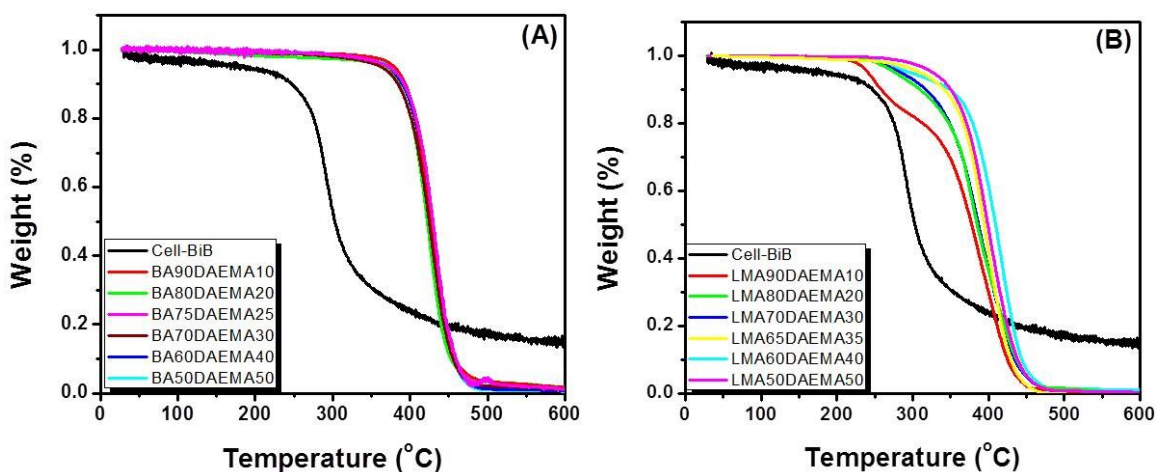 (A)
Weight (%)
1.0
0.8
0.6
0.4
0.2
0.0
Cell-BiB
BA90DAEMA10
BA80DAEMA20
BA75DAEMA25
BA70DAEMA30
BA60DAEMA40
BA50DAEMA50
0 100 200 300 400 500 600
Temperature (°C)
(B)
Weight (%)
1.0
0.8
0.6
0.4
0.2
0.0
Cell-BiB
LMA90DAEMA10
LMA80DAEMA20
LMA70DAEMA30
LMA65DAEMA35
LMA60DAEMA40
LMA50DAEMA50
0 100 200 300 400 500 600
Temperature (°C)